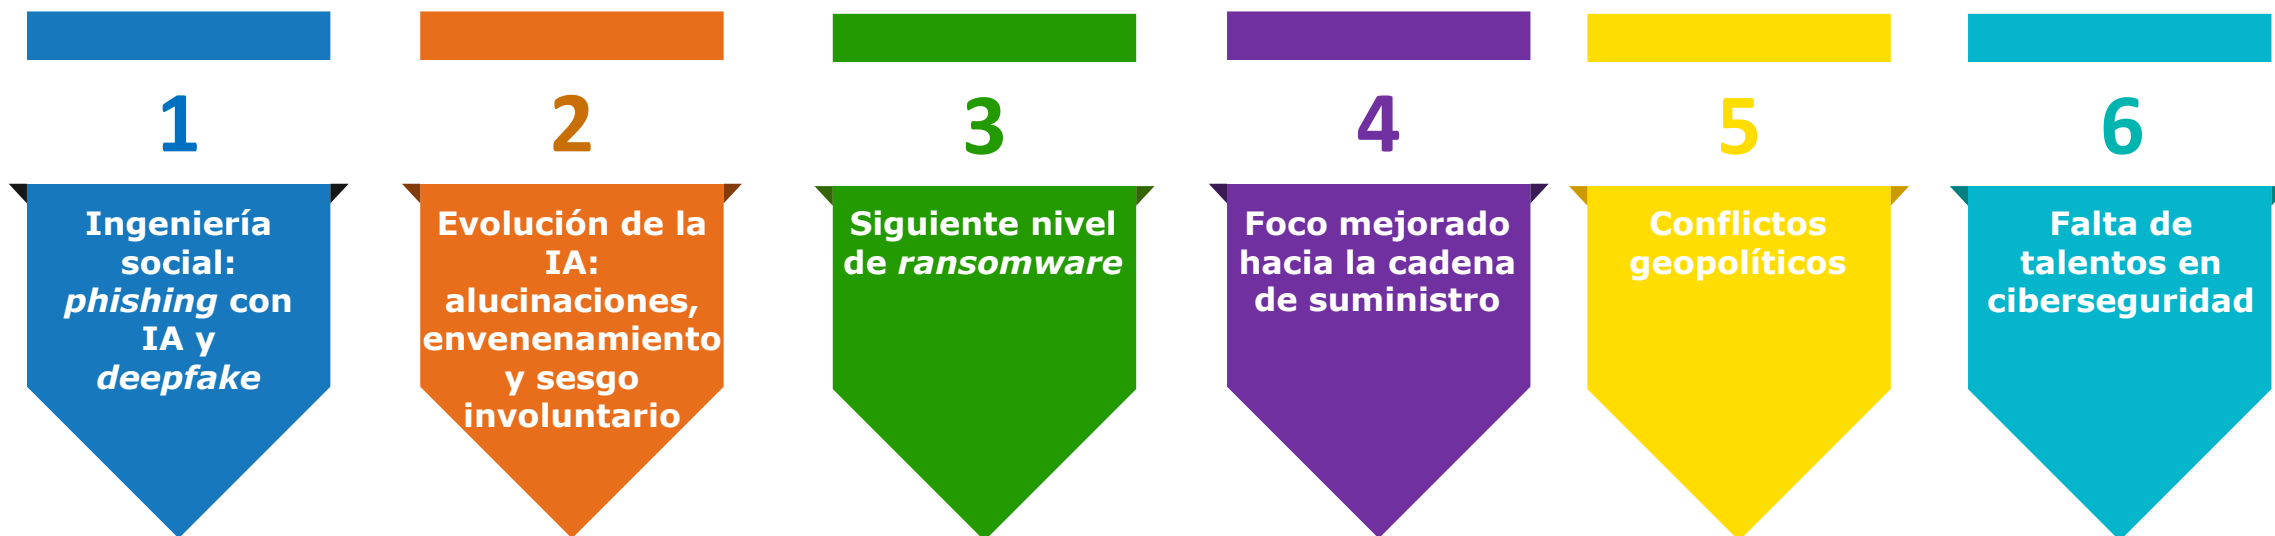 1
Ingeniería
social:
phishing con
IA y
deepfake
2
Evolución de la
IA:
alucinaciones,
envenenamiento
y sesgo
involuntario
3
Siguiente nivel
de ransomware
4
Foco mejorado
hacia la cadena
de suministro
5
Conflictos
geopolíticos
6
Falta de
talentos en
ciberseguridad